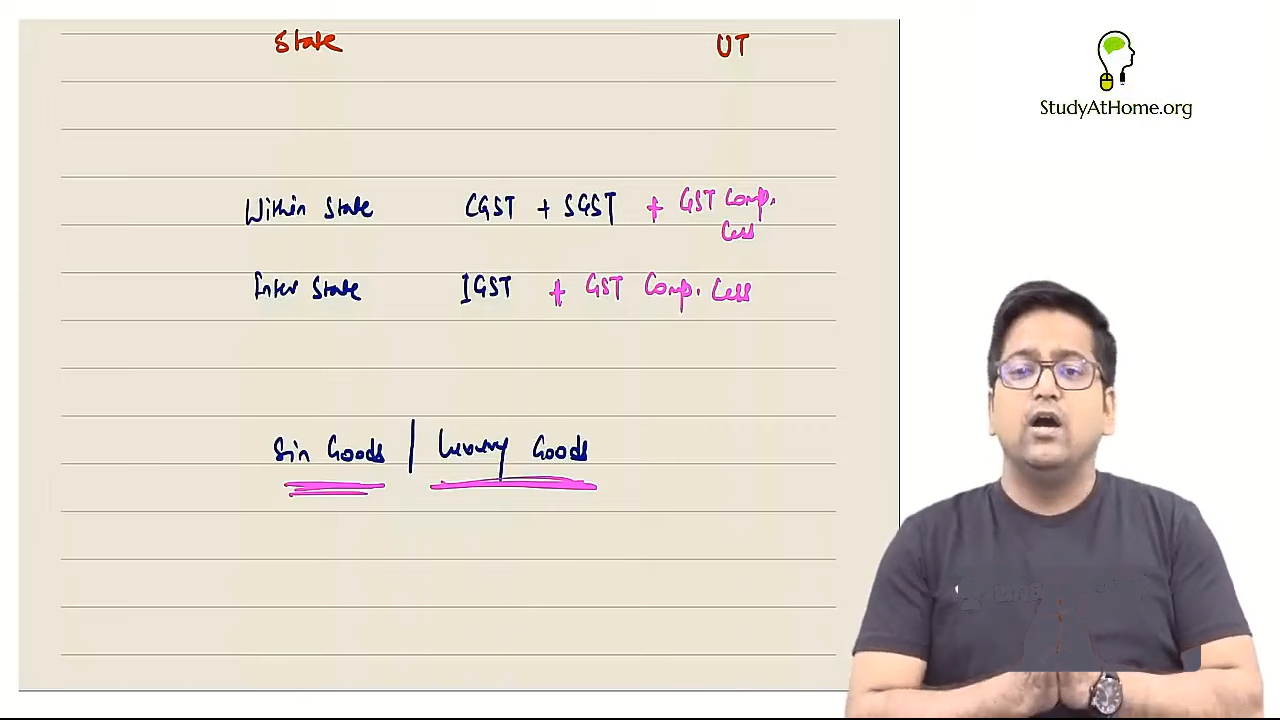 State UT
StudyAtHome.org
Within State CGST + SGST + GST Comp. Cess
Inter State IGST + GST Comp. Cess
Sin Goods | Luxury Goods